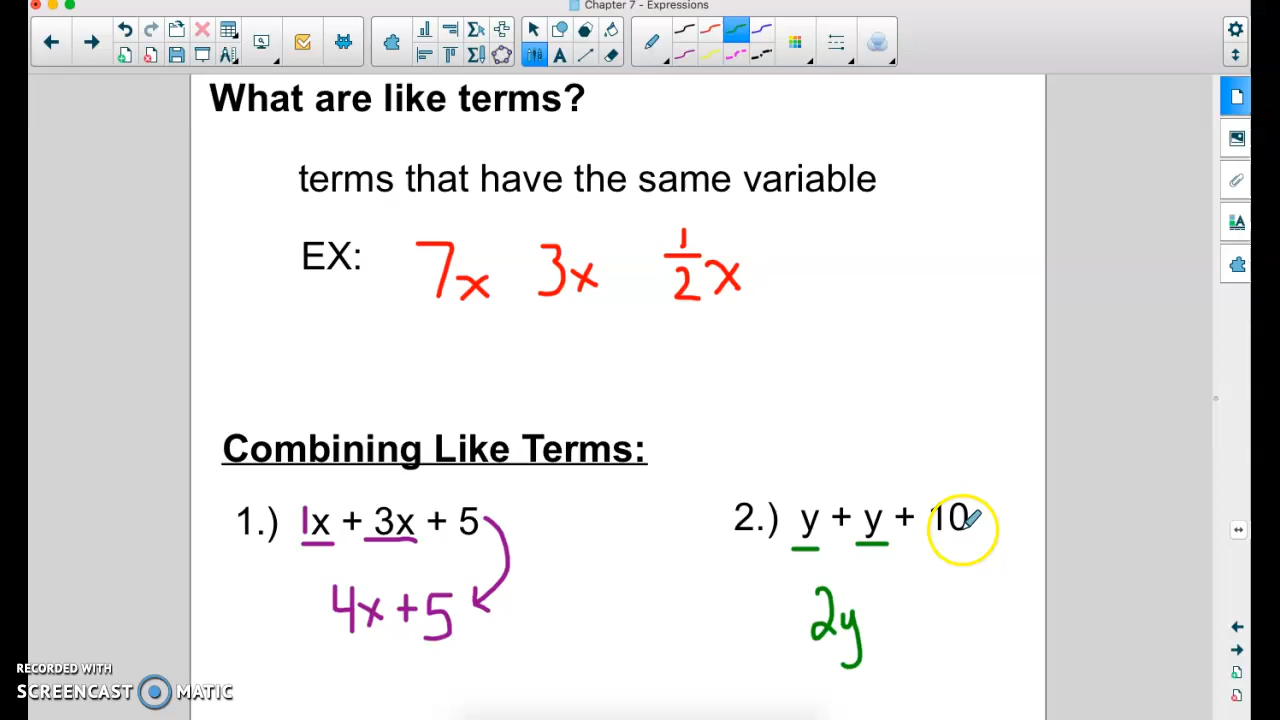 Chapter 7 - Expressions
What are like terms?
terms that have the same variable
EX: 7x 3x 1/2x
Combining Like Terms:
1.) 1x + 3x + 5
2.) y + y + 10
4x + 5
2y
RECORDED WITH
SCREENCAST MATIC